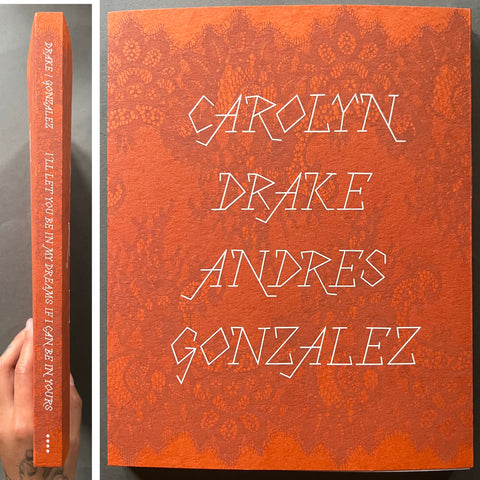 DRAKE / GONZALEZ I'LL LET YOU BE IN MY DREAMS IF I CAN BE IN YOURS
CAROLYN
DRAKE
ANDRES
GONZALEZ